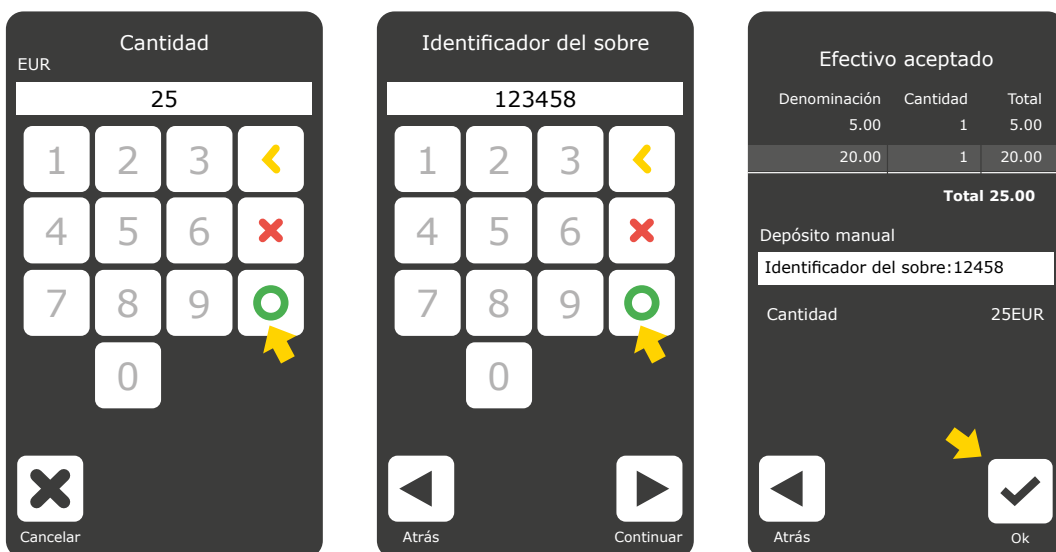 Cantidad
EUR
25
1 2 3
4 5 6
7 8 9
0
Cancelar
Identificador del sobre
123458
1 2 3
4 5 6
7 8 9
0
Atrás Continuar
Efectivo aceptado
Denominación Cantidad Total
5.00 1 5.00
20.00 1 20.00
Total 25.00
Depósito manual
Identificador del sobre:12458
Cantidad 25EUR
Atrás Ok